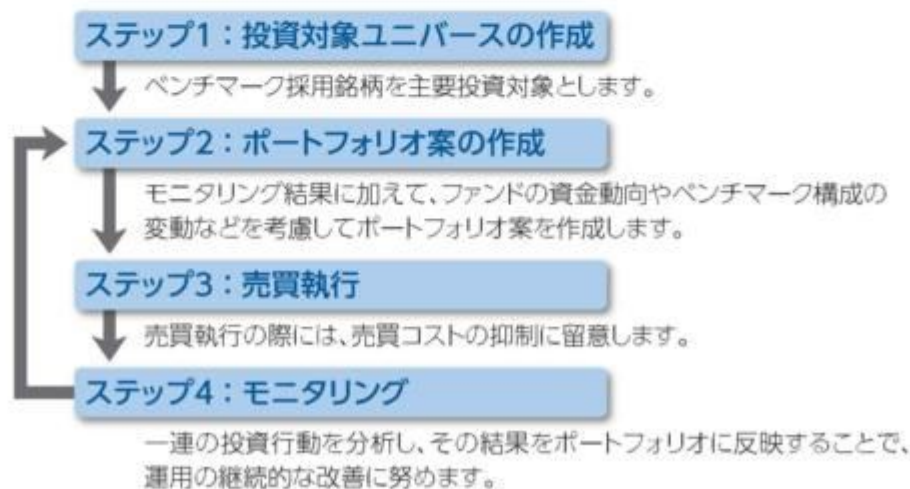 ステップ1：投資対象ユニバースの作成
ベンチマーク採用銘柄を主要投資対象とします。
ステップ2：ポートフォリオ案の作成
モニタリング結果に加えて、ファンドの資金動向やベンチマーク構成の
変動などを考慮してポートフォリオ案を作成します。
ステップ3：売買執行
売買執行の際には、売買コストの抑制に留意します。
ステップ4：モニタリング
一連の投資行動を分析し、その結果をポートフォリオに反映することで、
運用の継続的な改善に努めます。